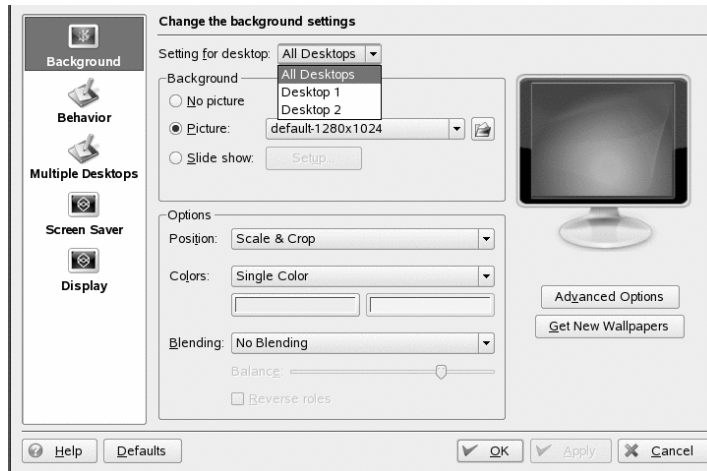 Background
Behavior
Multiple Desktops
Screen Saver
Display
Change the background settings
Setting for desktop: All Desktops
All Desktops
Desktop 1
Desktop 2
Background
No picture
Picture: default-1280x1024
Slide show: Setup...
Options
Position: Scale & Crop
Colors: Single Color
Blending: No Blending
Balance:
Reverse roles
Advanced Options
Get New Wallpapers
Help
Defaults
OK
Apply
Cancel